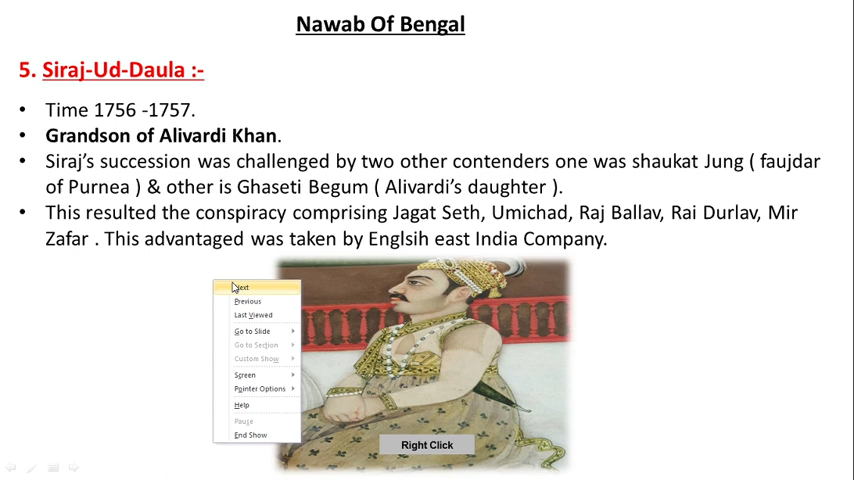 Nawab Of Bengal
5. Siraj-Ud-Daula :-
• Time 1756 -1757.
• Grandson of Alivardi Khan.
• Siraj’s succession was challenged by two other contenders one was shaukat Jung ( faujdar
of Purnea ) & other is Ghaseti Begum ( Alivardi’s daughter ).
• This resulted the conspiracy comprising Jagat Seth, Umichad, Raj Ballav, Rai Durlav, Mir
Zafar . This advantaged was taken by Englsih east India Company.
Next
Previous
Last Viewed
Go to Slide
Go to Section
Custom Show
Screen
Pointer Options
Help
Pause
End Show
Right Click